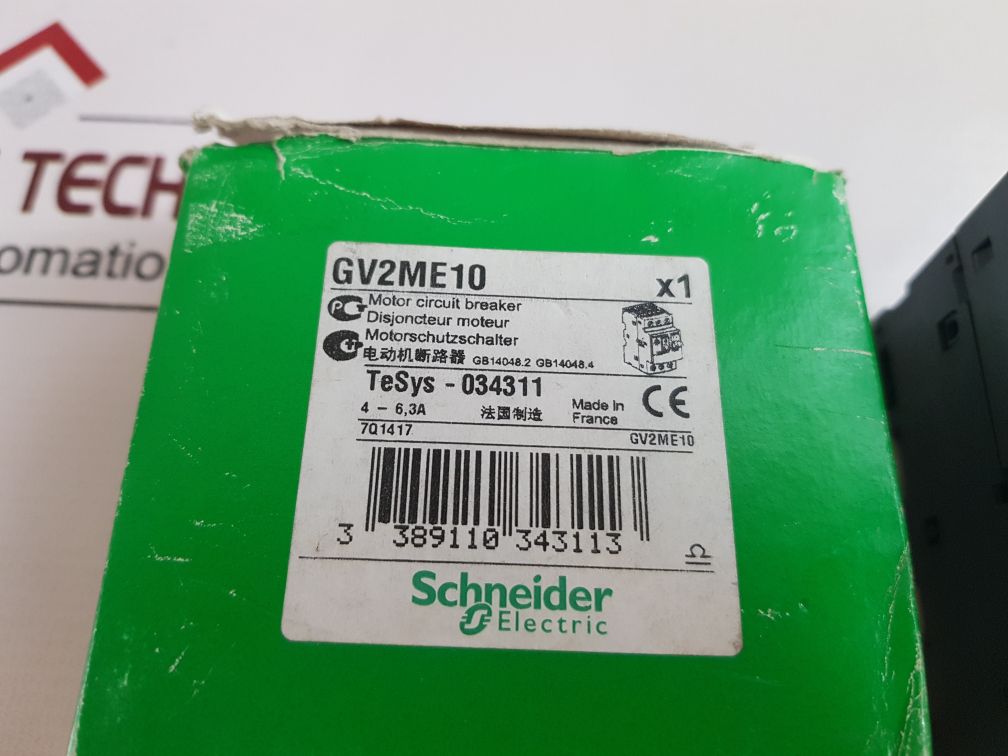 TECH
omatio
GV2ME10 x1
Motor circuit breaker
Disjoncteur moteur
Motorschutzschalter
电动机断路器 GB14048.2 GB14048.4
TeSys - 034311
4 - 6,3A 法国制造 Made in France CE
7Q1417 GV2ME10
3 389110 343113
Schneider
Electric